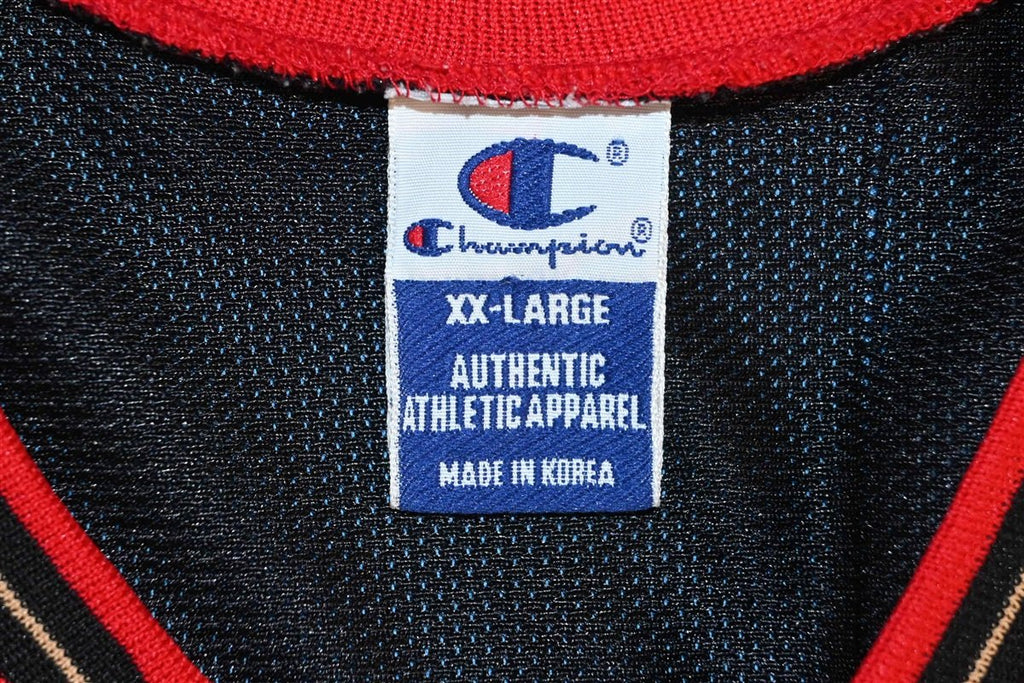 ®
Champion®
XX-LARGE
AUTHENTIC
ATHLETIC APPAREL
MADE IN KOREA